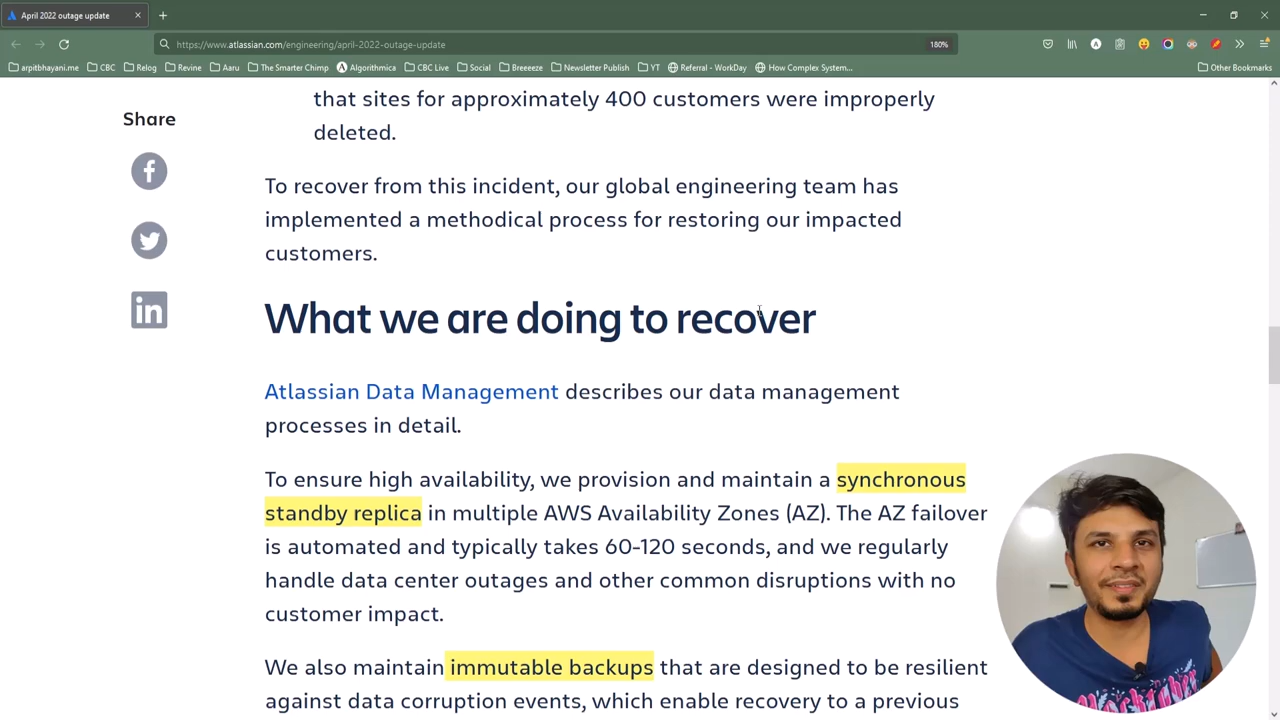 April 2022 outage update
https://www.atlassian.com/engineering/april-2022-outage-update
180%
arpitbhayani.me
CBC
Relog
Revine
Aaru
The Smarter Chimp
Algorithmica
CBC Live
Social
Breeeeze
Newsletter Publish
YT
Referral - WorkDay
How Complex System...
Other Bookmarks
Share
that sites for approximately 400 customers were improperly
deleted.
To recover from this incident, our global engineering team has
implemented a methodical process for restoring our impacted
customers.
What we are doing to recover
Atlassian Data Management describes our data management
processes in detail.
To ensure high availability, we provision and maintain a synchronous
standby replica in multiple AWS Availability Zones (AZ). The AZ failover
is automated and typically takes 60-120 seconds, and we regularly
handle data center outages and other common disruptions with no
customer impact.
We also maintain immutable backups that are designed to be resilient
against data corruption events, which enable recovery to a previous